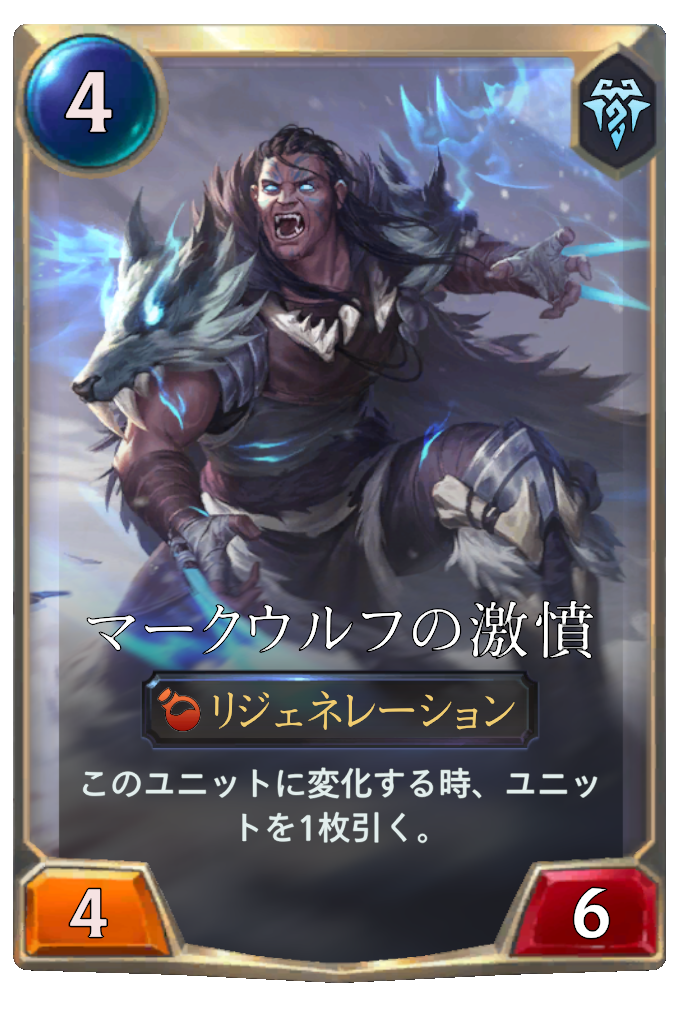 4
マークウルフの激憤
リジェネレーション
このユニットに変化する時、ユニッ
トを1枚引く。
4
6